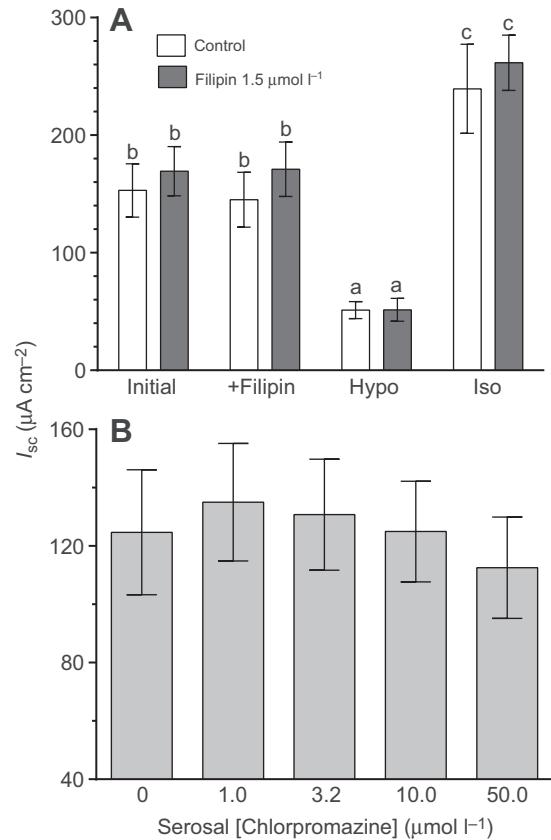 A
300
Control
Filipin 1.5 μmol l–1
c
c
200
b
b
b
b
100
a
a
0
Initial
+Filipin
Hypo
Iso
Isc (μA cm–2)
B
160
120
80
40
0
1.0
3.2
10.0
50.0
Serosal [Chlorpromazine] (μmol l–1)